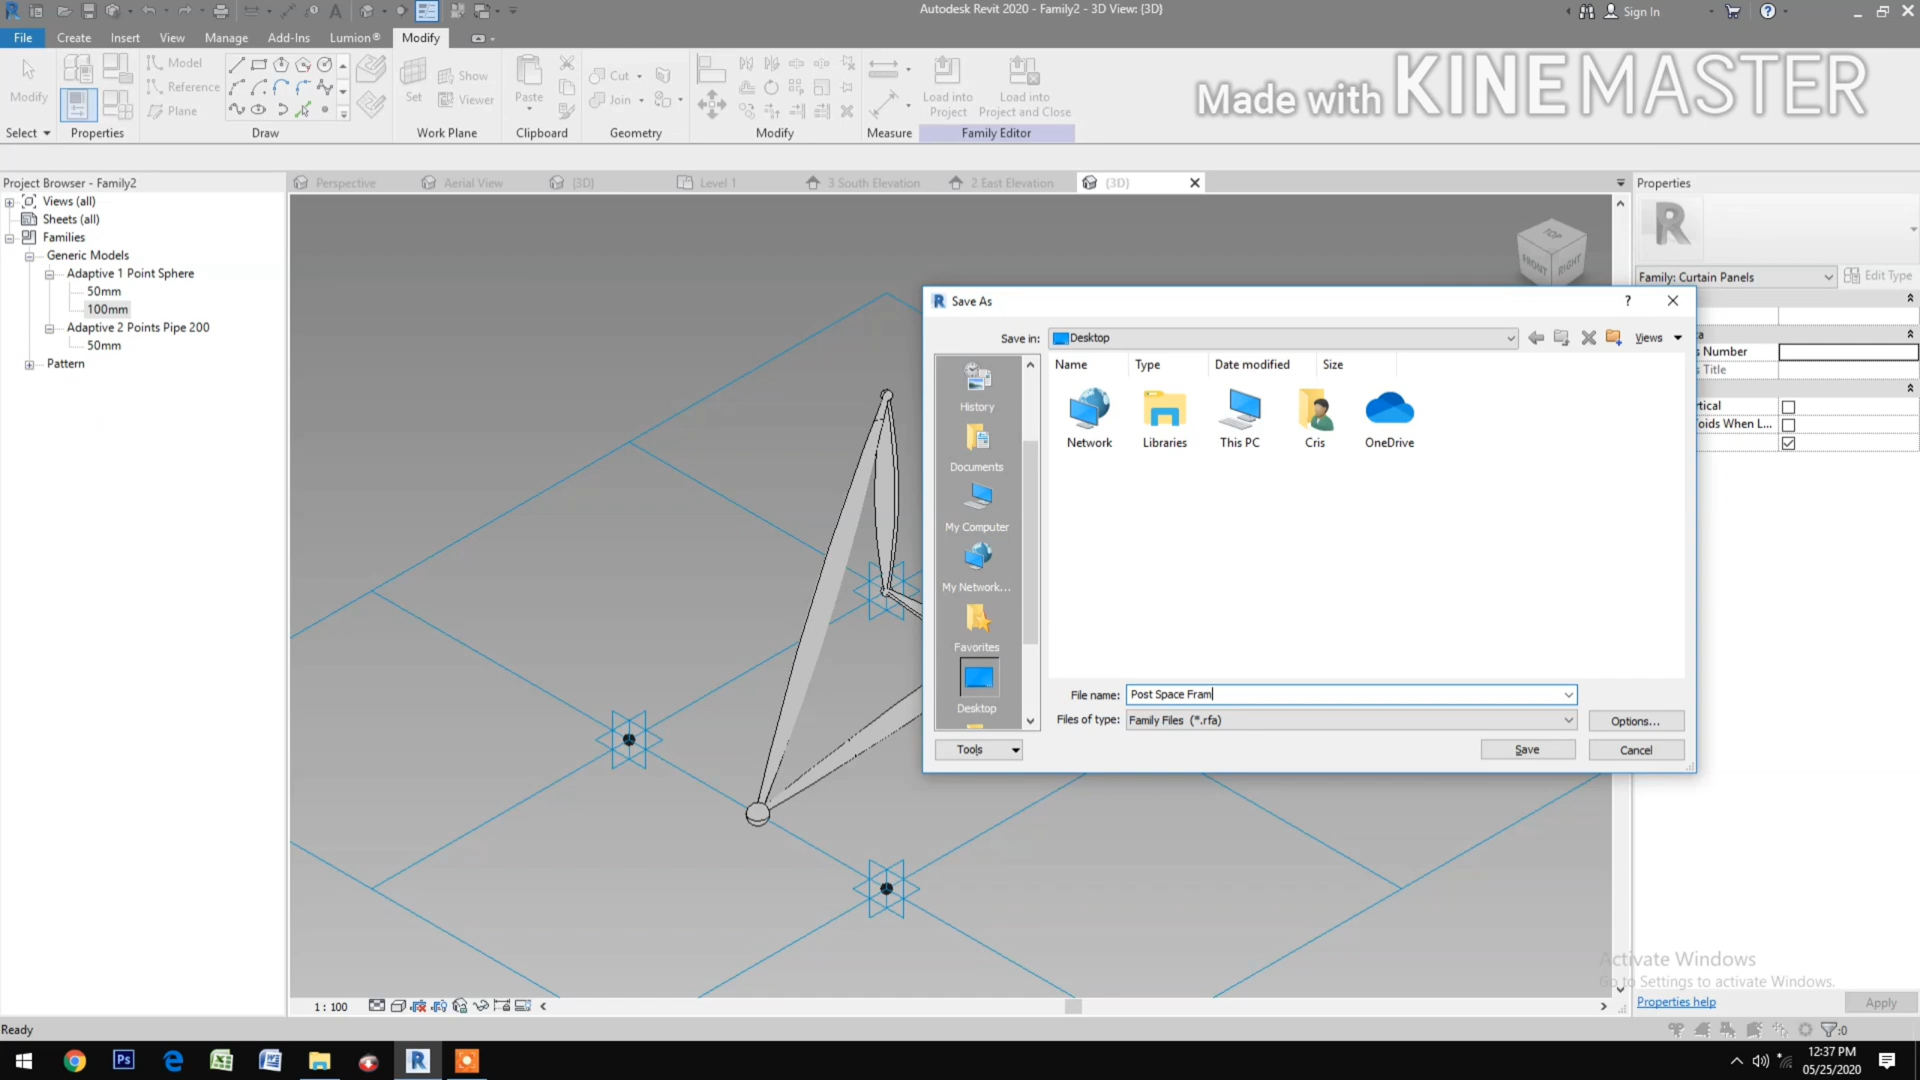 Autodesk Revit 2020 - Family2 - 3D View: {3D}
Sign In
File Create Insert View Manage Add-Ins Lumion® Modify
Modify
Select
Properties
Model
Reference
Plane
Draw
Set
Show
Viewer
Work Plane
Paste
Clipboard
Cut
Join
Geometry
Modify
Measure
Load into
Project
Load into
Project and Close
Family Editor
Made with KINEMASTER
Project Browser - Family2
Views (all)
Sheets (all)
Families
Generic Models
Adaptive 1 Point Sphere
50mm
100mm
Adaptive 2 Points Pipe 200
50mm
Pattern
Perspective
Aerial View
{3D}
Level 1
3 South Elevation
2 East Elevation
{3D}
TOP
FRONT
RIGHT
Properties
R
Family: Curtain Panels
Edit Type
a
s Number
s Title
rtical
oids When L...
Save As
Save in:
Desktop
Views
History
Documents
My Computer
My Network...
Favorites
Desktop
Name Type Date modified Size
Network
Libraries
This PC
Cris
OneDrive
File name: Post Space Fram
Files of type: Family Files (*.rfa)
Options...
Tools
Save
Cancel
Activate Windows
Go to Settings to activate Windows.
Properties help
Apply
1 : 100
Ready
:0
Ps
R
12:37 PM
05/25/2020